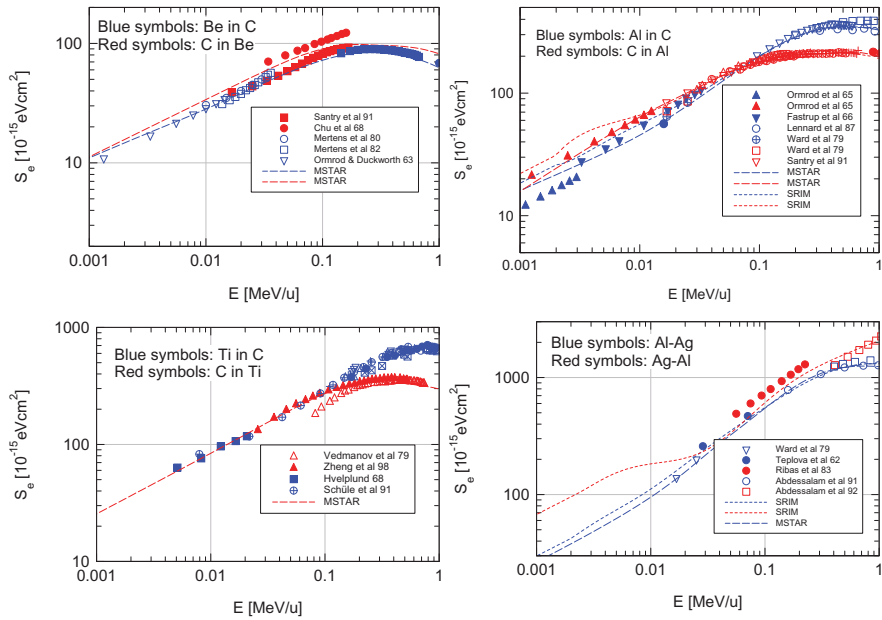 Blue symbols: Be in C
Red symbols: C in Be
100
10
S_e [10^-15 eVcm^2]
Santry et al 91
Chu et al 68
Mertens et al 80
Mertens et al 82
Ormrod & Duckworth 63
MSTAR
MSTAR
0.001
0.01
0.1
1
E [MeV/u]
Blue symbols: Al in C
Red symbols: C in Al
100
10
S_e [10^-15 eVcm^2]
Ormrod et al 65
Ormrod et al 65
Fastrup et al 66
Lennard et al 87
Ward et al 79
Ward et al 79
Santry et al 91
MSTAR
MSTAR
SRIM
SRIM
0.001
0.01
0.1
1
E [MeV/u]
Blue symbols: Ti in C
Red symbols: C in Ti
1000
100
10
S_e [10^-15 eVcm^2]
Vedmanov et al 79
Zheng et al 98
Hvelplund 68
Schüle et al 91
MSTAR
0.001
0.01
0.1
1
E [MeV/u]
Blue symbols: Al-Ag
Red symbols: Ag-Al
1000
100
S_e [10^-15 eVcm^2]
Ward et al 79
Teplova et al 62
Ribas et al 83
Abdessalam et al 91
Abdessalam et al 92
SRIM
SRIM
MSTAR
0.001
0.01
0.1
1
E [MeV/u]